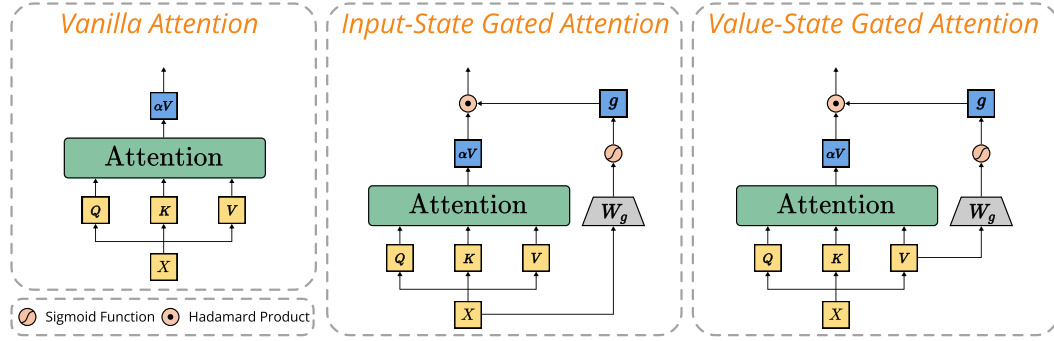 Vanilla Attention
αV
Attention
Q K V
X
Sigmoid Function Hadamard Product
Input-State Gated Attention
g
αV
Attention
W_g
Q K V
X
Value-State Gated Attention
g
αV
Attention
W_g
Q K V
X